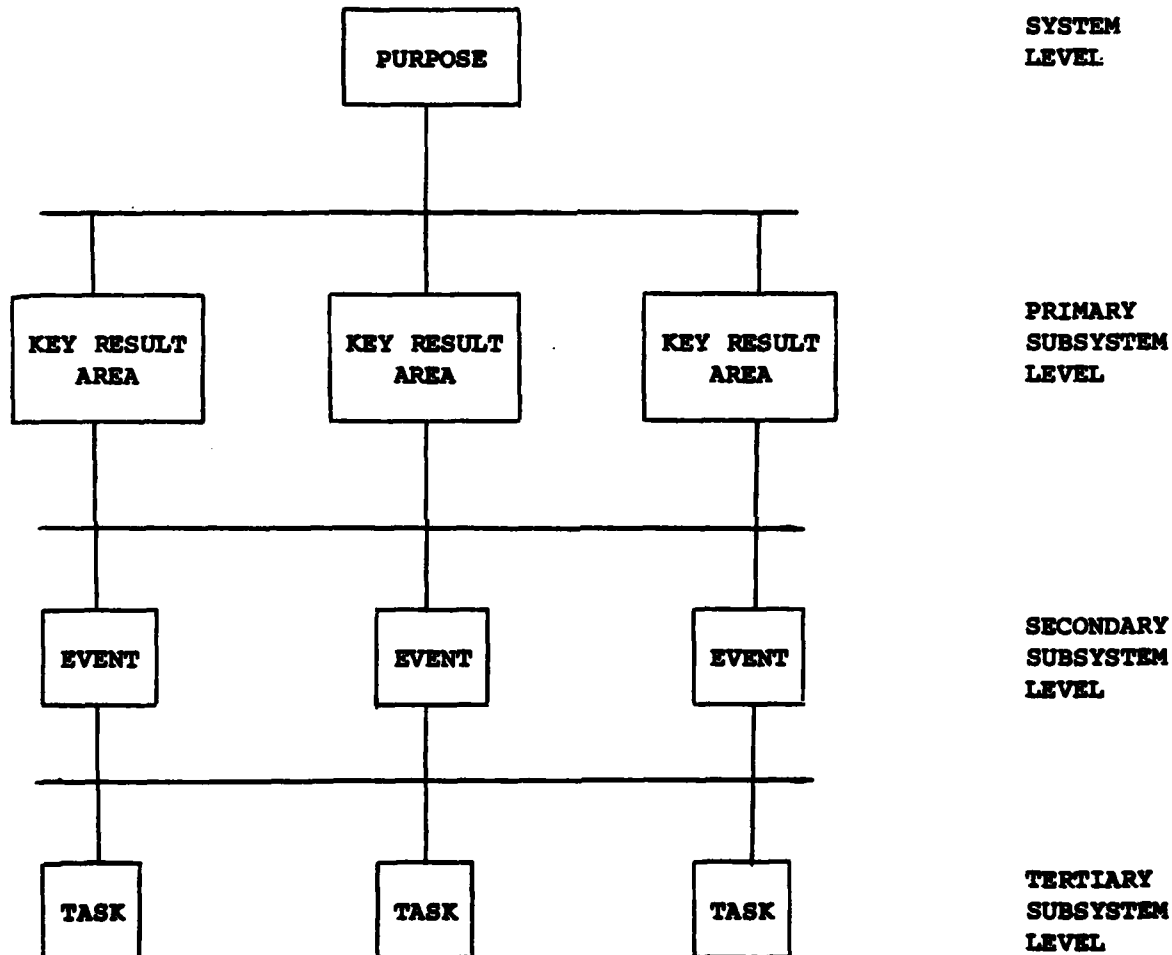 PURPOSE
SYSTEM
LEVEL
KEY RESULT
AREA
KEY RESULT
AREA
KEY RESULT
AREA
PRIMARY
SUBSYSTEM
LEVEL
EVENT
EVENT
EVENT
SECONDARY
SUBSYSTEM
LEVEL
TASK
TASK
TASK
TERTIARY
SUBSYSTEM
LEVEL